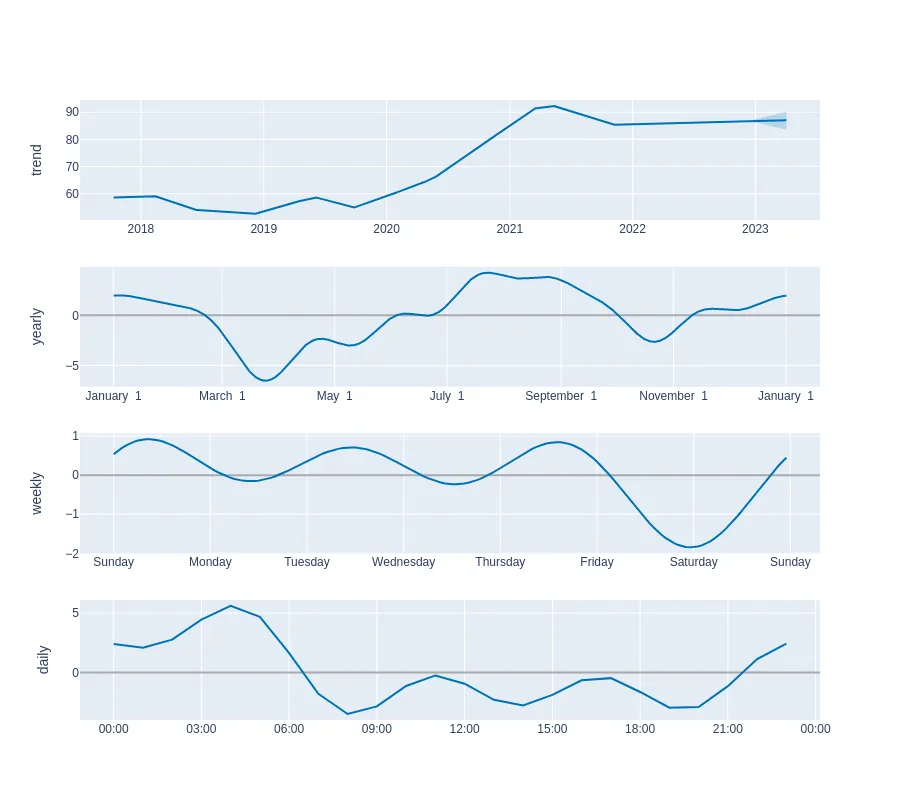 trend
90
80
70
60
2018 2019 2020 2021 2022 2023
yearly
0
−5
January 1 March 1 May 1 July 1 September 1 November 1 January 1
weekly
1
0
−1
−2
Sunday Monday Tuesday Wednesday Thursday Friday Saturday Sunday
daily
5
0
00:00 03:00 06:00 09:00 12:00 15:00 18:00 21:00 00:00